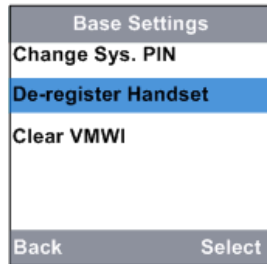 Base Settings
Change Sys. PIN
De-register Handset
Clear VMWI
Back Select